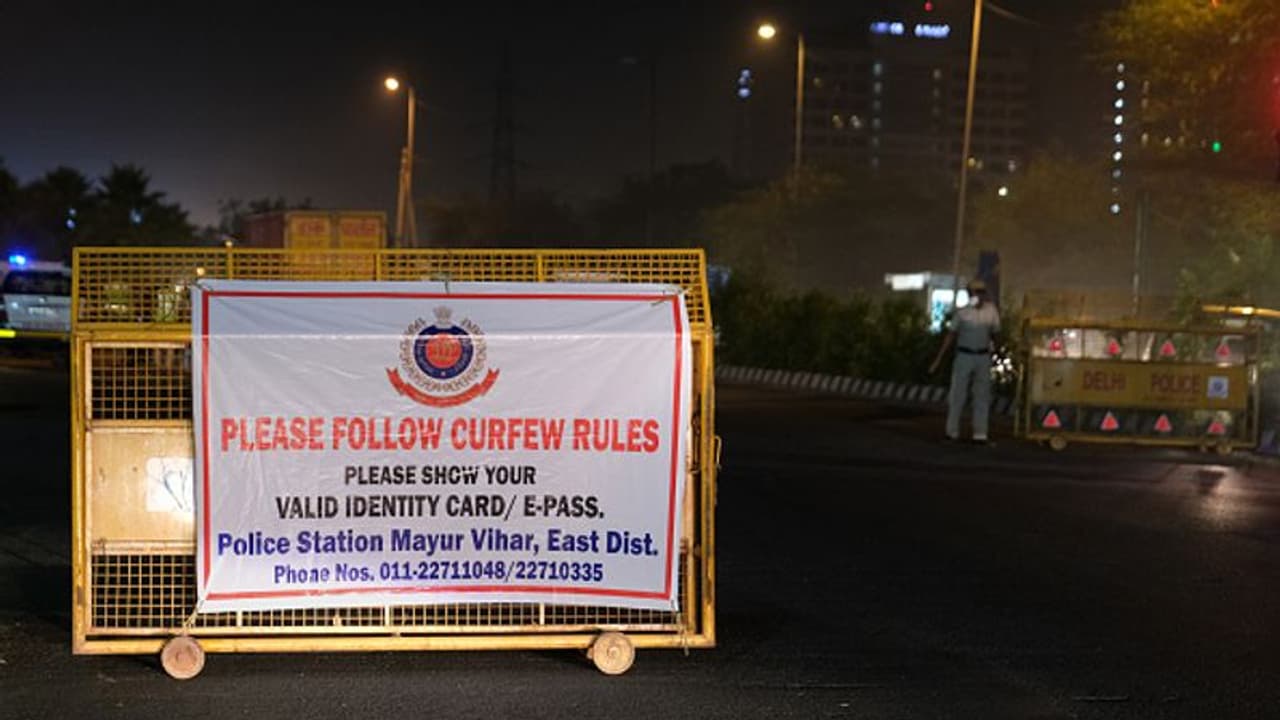 PLEASE FOLLOW CURFEW RULES
PLEASE SHOW YOUR
VALID IDENTITY CARD/ E-PASS.
Police Station Mayur Vihar, East Dist.
Phone Nos. 011-22711048/22710335
DELHI POLICE